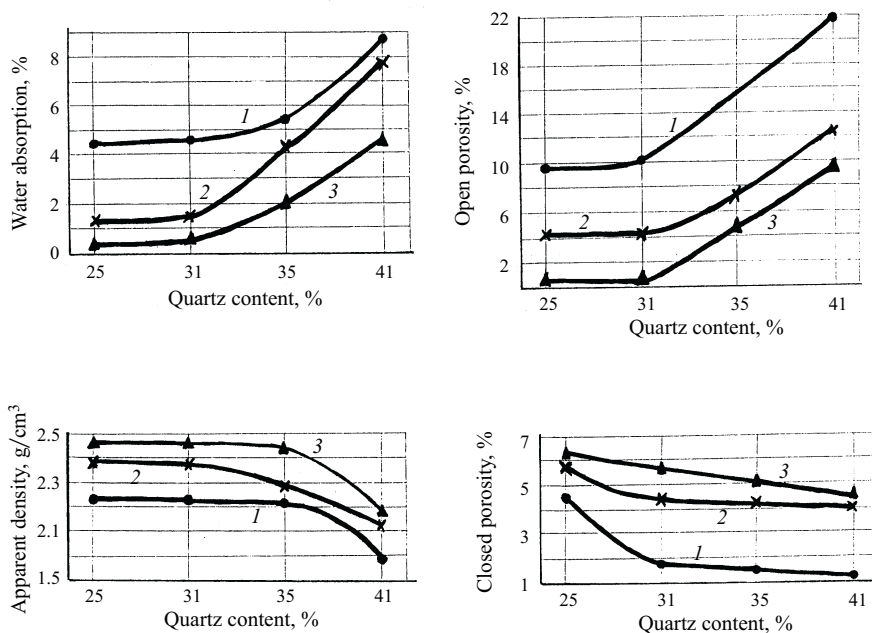 Water absorption, %
8
6
4
2
0
1
2
3
25 31 35 41
Quartz content, %
Open porosity, %
22
18
14
10
6
2
1
2
3
25 31 35 41
Quartz content, %
Apparent density, g/cm³
2.5
2.3
2.1
1.5
3
2
1
25 31 35 41
Quartz content, %
Closed porosity, %
7
5
3
1
3
2
1
25 31 35 41
Quartz content, %